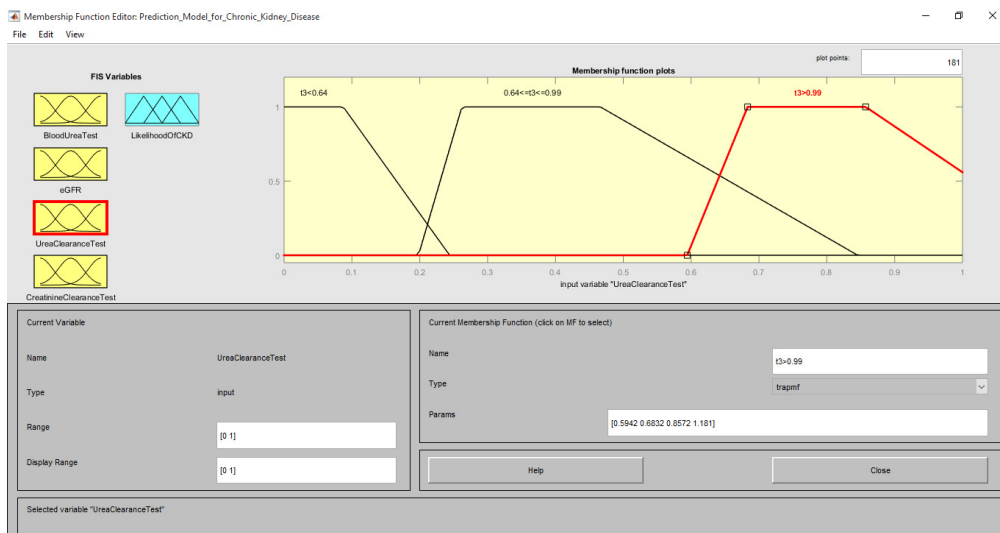 Membership Function Editor: Prediction_Model_for_Chronic_Kidney_Disease
File Edit View
FIS Variables
BloodUreaTest
LikelihoodOfCKD
eGFR
UreaClearanceTest
CreatinineClearanceTest
plot points:
181
Membership function plots
t3<0.64
0.64<=t3<=0.99
t3>0.99
1
0.5
0
0 0.1 0.2 0.3 0.4 0.5 0.6 0.7 0.8 0.9 1
input variable "UreaClearanceTest"
Current Variable
Name UreaClearanceTest
Type input
Range [0 1]
Display Range [0 1]
Current Membership Function (click on MF to select)
Name t3>0.99
Type trapmf
Params [0.5942 0.6832 0.8572 1.181]
Help Close
Selected variable "UreaClearanceTest"